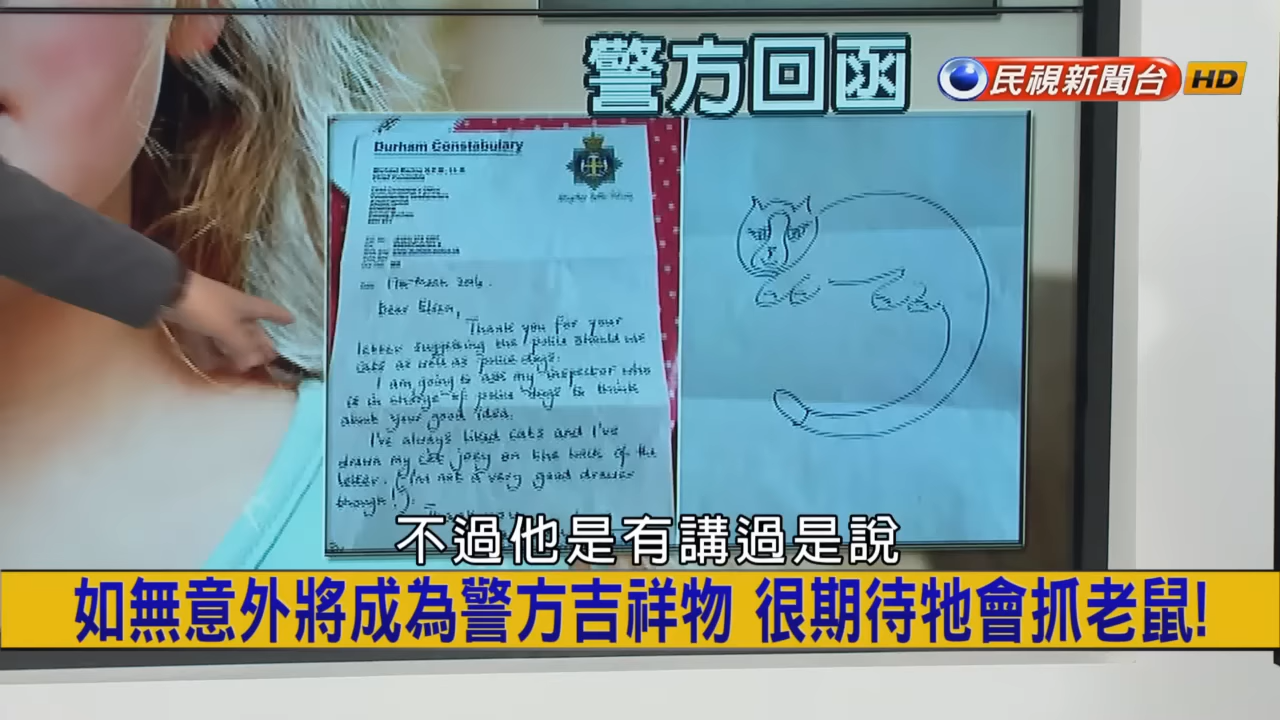 警方回函
民視新聞台 HD
Durham Constabulary
Dear Eliza,
Thank you for your
letter suggesting the police should use
cats as well as police dogs.
I am going to ask my inspector who
is in charge of police dogs to think
about your good idea.
I've always liked cats and I've
drawn my cat Joey on the back of the
letter. (I'm not a very good drawer
though!).
Thank you
不過他是有講過是說
如無意外將成為警方吉祥物 很期待牠會抓老鼠!